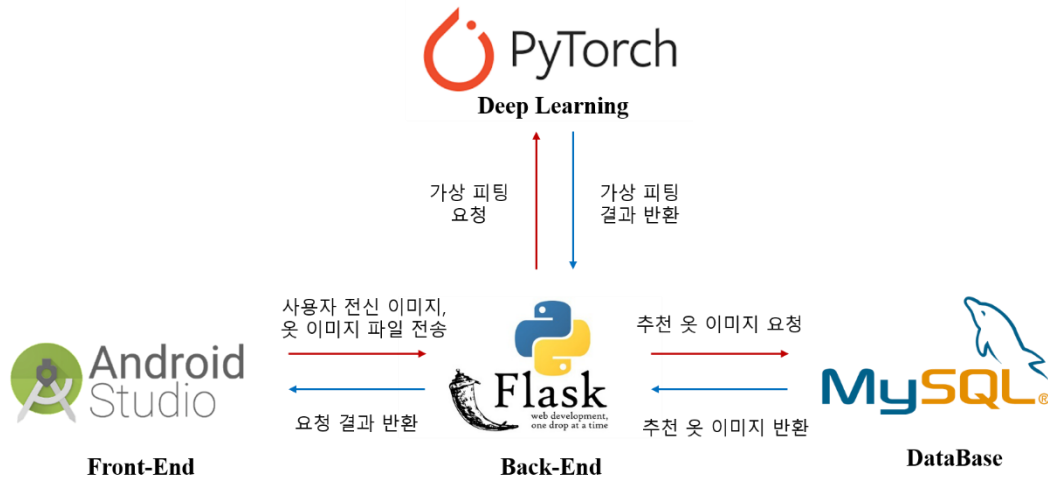 PyTorch
Deep Learning
가상 피팅
요청
가상 피팅
결과 반환
사용자 전신 이미지,
옷 이미지 파일 전송
추천 옷 이미지 요청
Android
Studio
Flask
web development,
one drop at a time
MySQL®
요청 결과 반환
추천 옷 이미지 반환
Front-End
Back-End
DataBase